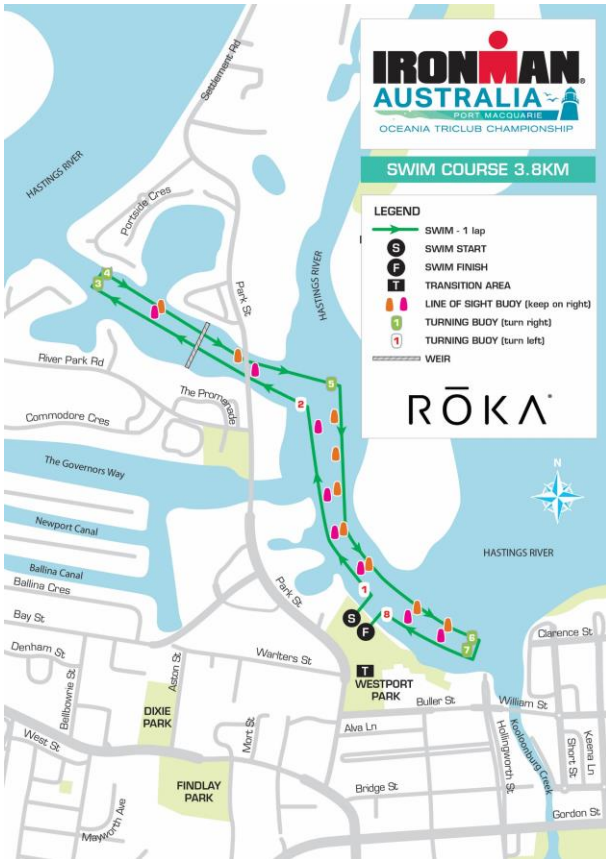 IRONMAN®
AUSTRALIA
PORT MACQUARIE
OCEANIA TRICLUB CHAMPIONSHIP
SWIM COURSE 3.8KM
LEGEND
SWIM - 1 lap
S SWIM START
F SWIM FINISH
T TRANSITION AREA
LINE OF SIGHT BUOY (keep on right)
1 TURNING BUOY (turn right)
1 TURNING BUOY (turn left)
WEIR
RŌKA®
N
Settlement Rd
HASTINGS RIVER
Portside Cres
HASTINGS RIVER
4
3
Park St
River Park Rd
5
The Promenade
2
Commodore Cres
The Governors Way
Newport Canal
HASTINGS RIVER
Ballina Canal
Ballina Cres
Park St
1
Bay St
8
S
F
6
7
Clarence St
Denham St
Bellbowrie St
Aston St
Warlters St
T
WESTPORT
PARK
Buller St
William St
DIXIE
PARK
West St
Mort St
Alva Ln
Hollingworth St
Kooloonbung Creek
Short St
Keena Ln
FINDLAY
PARK
Bridge St
Gordon St
Mayworth Ave